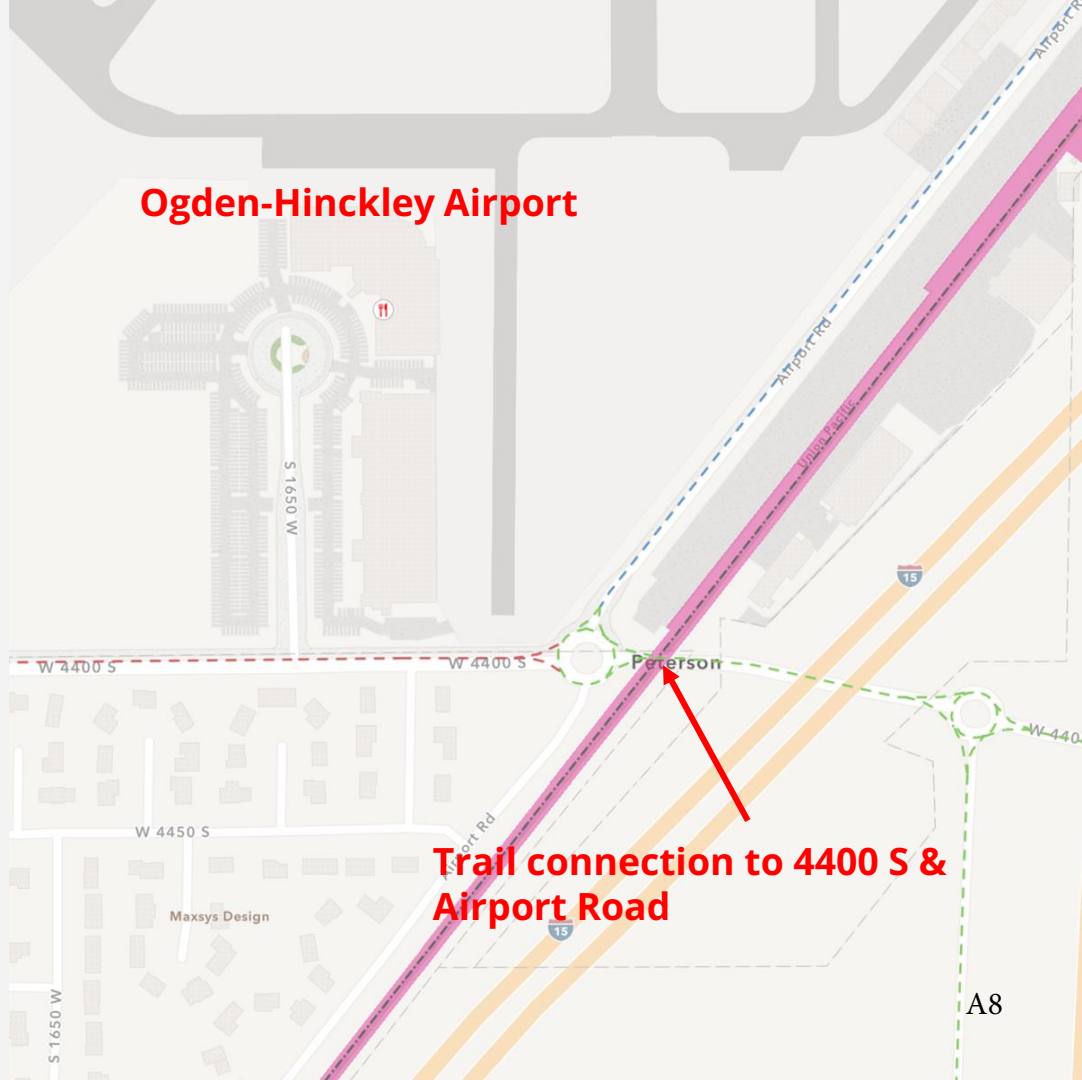 Airport R
Ogden-Hinckley Airport
Airport Rd
Union Pacific
S 1650 W
15
W 4400 S
W 4400 S
Peterson
W 440
W 4450 S
Airport Rd
Trail connection to 4400 S &
Airport Road
Maxsys Design
15
S 1650 W
A8